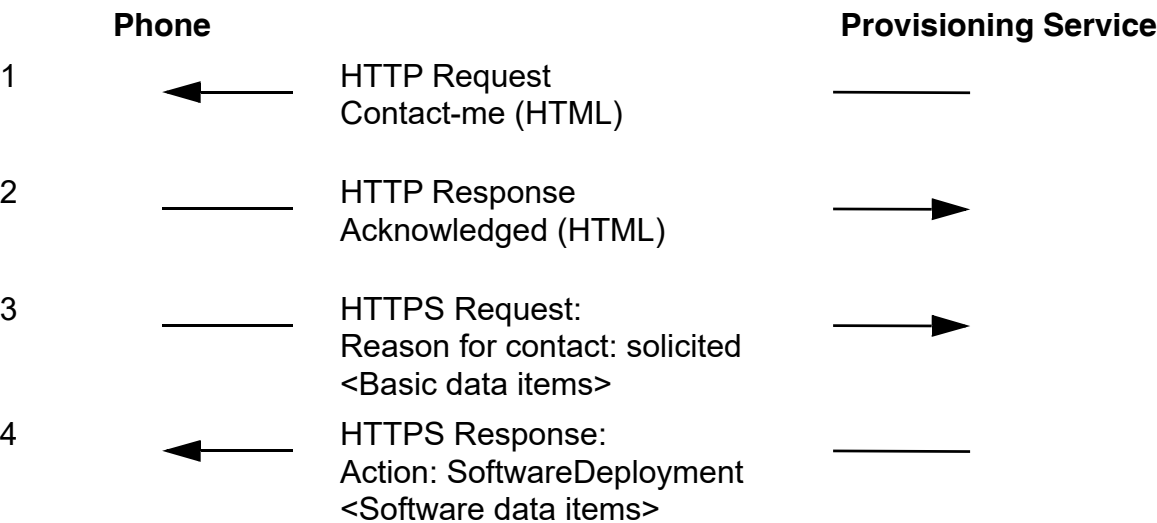 Phone Provisioning Service
1 HTTP Request
Contact-me (HTML)
2 HTTP Response
Acknowledged (HTML)
3 HTTPS Request:
Reason for contact: solicited
<Basic data items>
4 HTTPS Response:
Action: SoftwareDeployment
<Software data items>